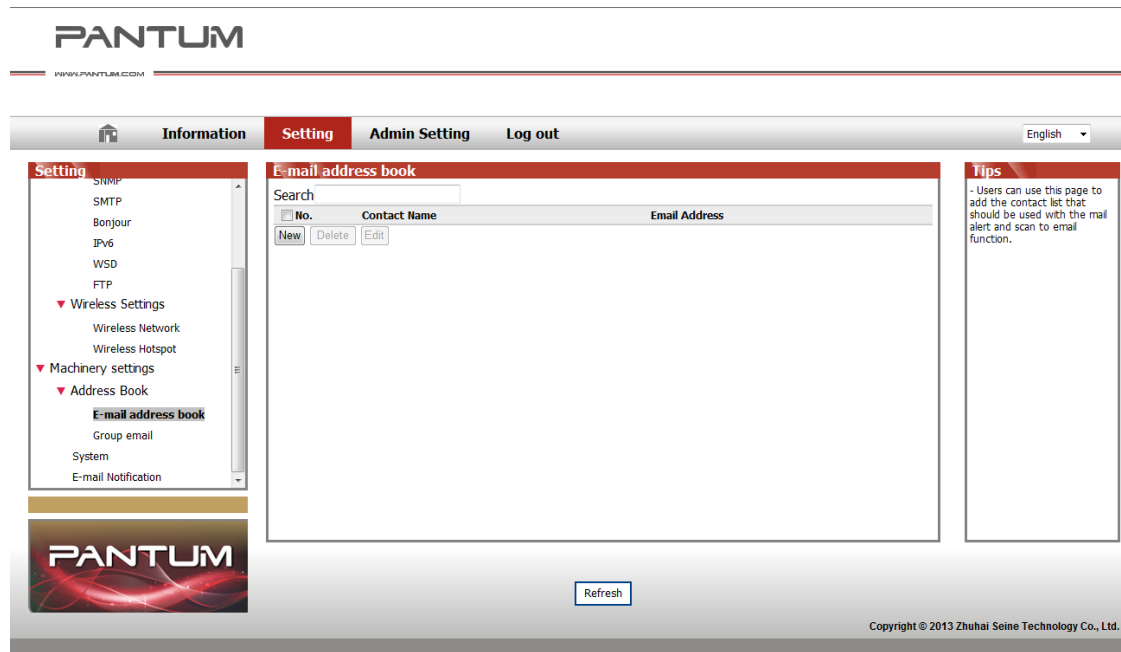 PANTUM
WWW.PANTUM.COM
Information Setting Admin Setting Log out English
Setting
SNMP
SMTP
Bonjour
IPv6
WSD
FTP
Wireless Settings
Wireless Network
Wireless Hotspot
Machinery settings
Address Book
E-mail address book
Group email
System
E-mail Notification
PANTUM
E-mail address book
Search
No. Contact Name Email Address
New Delete Edit
Refresh
Tips
- Users can use this page to
add the contact list that
should be used with the mail
alert and scan to email
function.
Copyright © 2013 Zhuhai Seine Technology Co., Ltd.